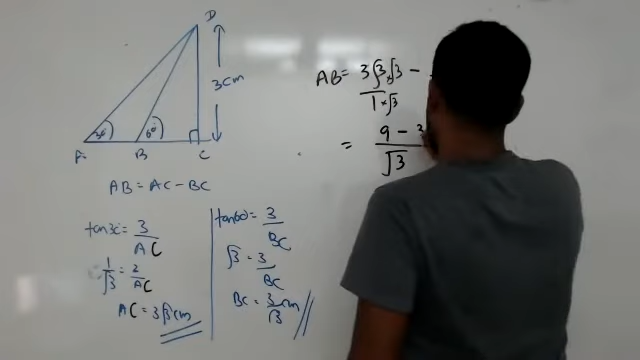 D
3cm
30°
60°
A B C
AB = AC - BC
tan30 = 3/AC
1/√3 = 3/AC
AC = 3√3 cm
tan60 = 3/BC
√3 = 3/BC
BC = 3/√3 cm
AB = 3√3×√3/1×√3 -
= 9 - 3/√3